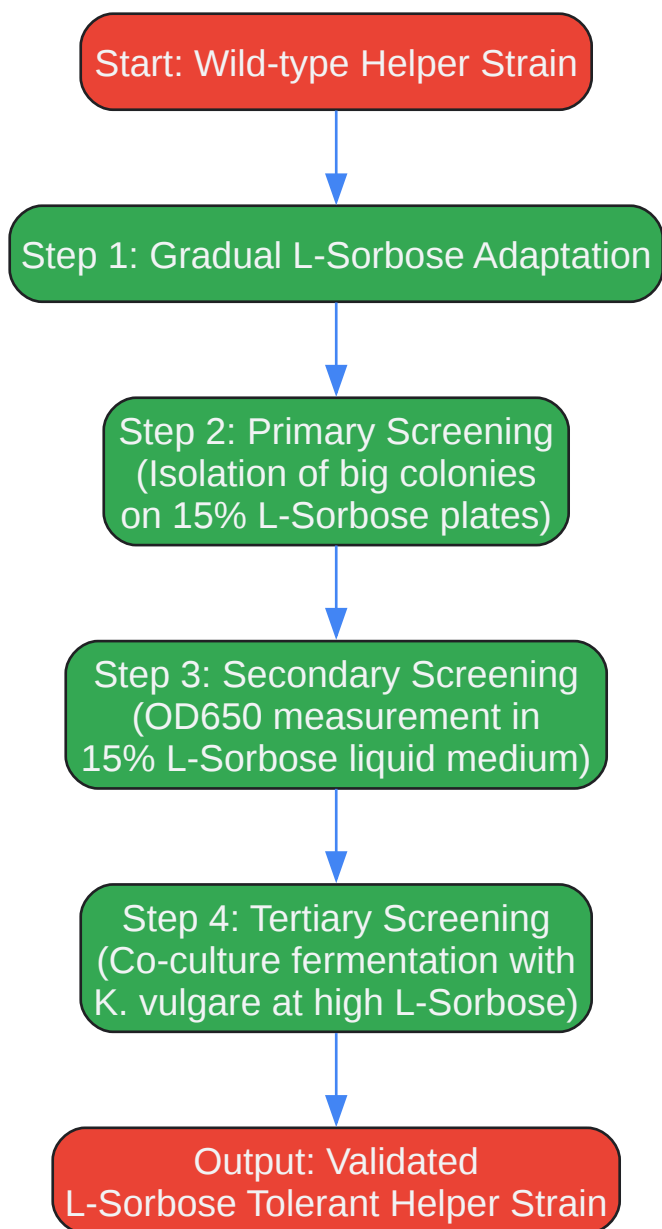 Start: Wild-type Helper Strain
Step 1: Gradual L-Sorbose Adaptation
Step 2: Primary Screening
(Isolation of big colonies
on 15% L-Sorbose plates)
Step 3: Secondary Screening
(OD650 measurement in
15% L-Sorbose liquid medium)
Step 4: Tertiary Screening
(Co-culture fermentation with
K. vulgare at high L-Sorbose)
Output: Validated
L-Sorbose Tolerant Helper Strain